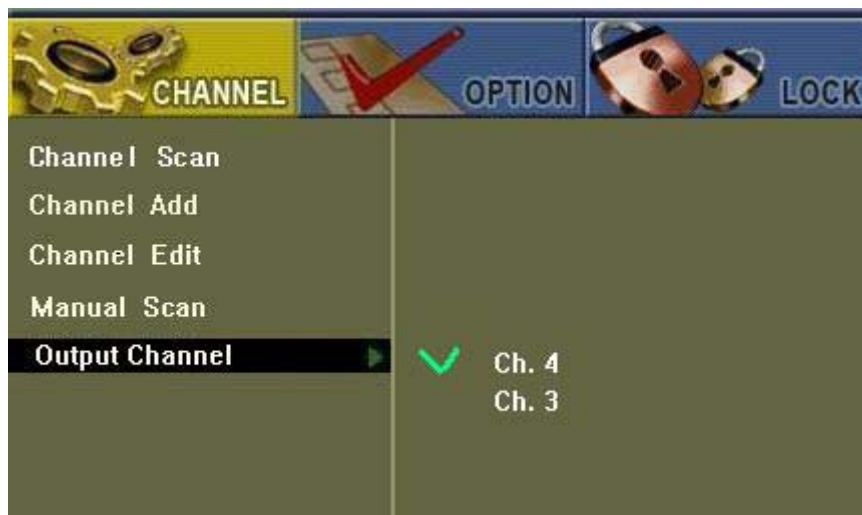 CHANNEL OPTION LOCK
Channel Scan
Channel Add
Channel Edit
Manual Scan
Output Channel
Ch. 4
Ch. 3